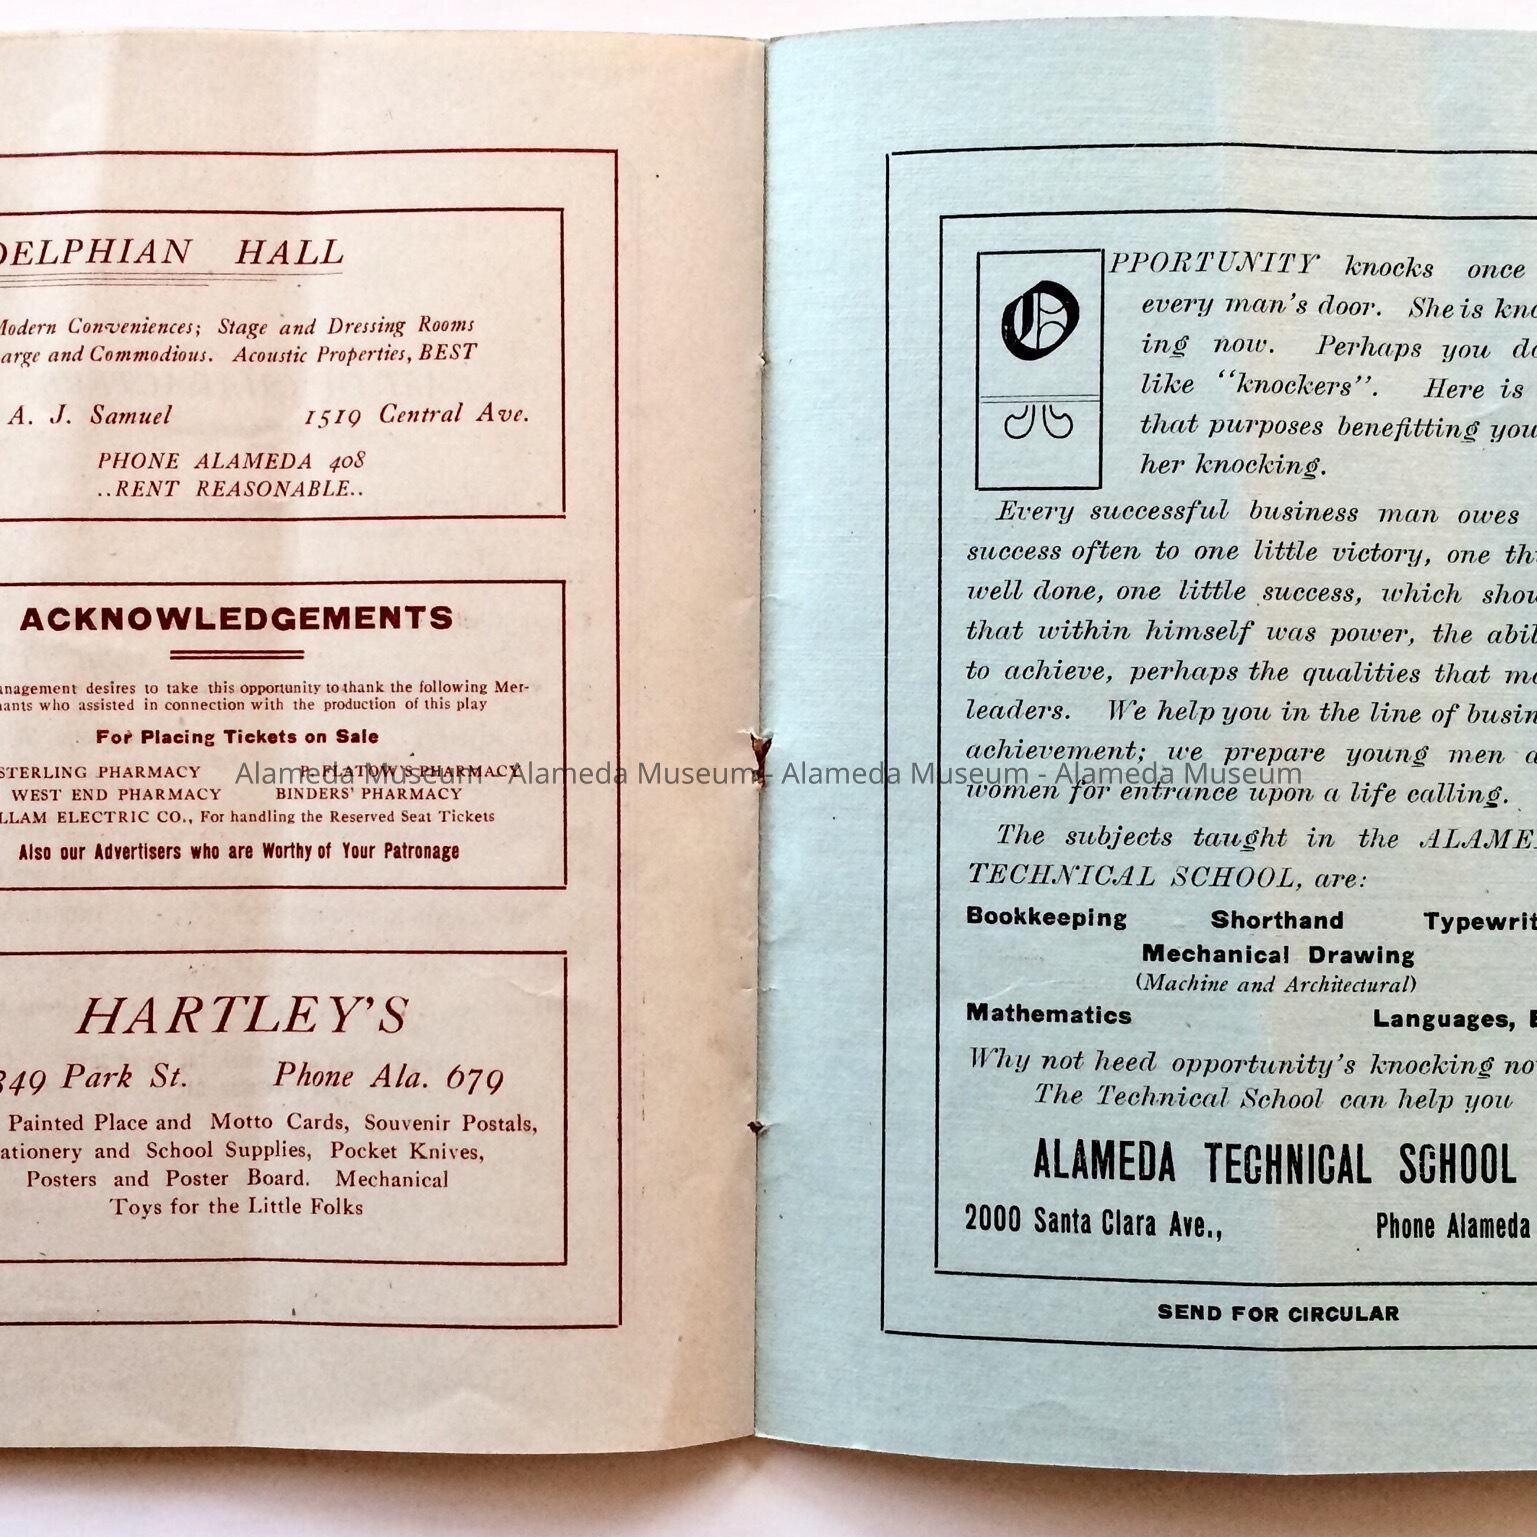 DELPHIAN HALL
Modern Conveniences; Stage and Dressing Rooms
arge and Commodious. Acoustic Properties, BEST
A. J. Samuel 1519 Central Ave.
PHONE ALAMEDA 408
..RENT REASONABLE..
ACKNOWLEDGEMENTS
anagement desires to take this opportunity to thank the following Mer-
ants who assisted in connection with the production of this play
For Placing Tickets on Sale
STERLING PHARMACY P. PLATOW'S PHARMACY
WEST END PHARMACY BINDERS' PHARMACY
LLAM ELECTRIC CO., For handling the Reserved Seat Tickets
Also our Advertisers who are Worthy of Your Patronage
HARTLEY'S
349 Park St. Phone Ala. 679
Painted Place and Motto Cards, Souvenir Postals,
ationery and School Supplies, Pocket Knives,
Posters and Poster Board. Mechanical
Toys for the Little Folks
OPPORTUNITY knocks once
every man's door. She is kno
ing now. Perhaps you do
like "knockers". Here is
that purposes benefitting you
her knocking.
Every successful business man owes
success often to one little victory, one thi
well done, one little success, which show
that within himself was power, the abil
to achieve, perhaps the qualities that ma
leaders. We help you in the line of busin
achievement; we prepare young men a
women for entrance upon a life calling.
The subjects taught in the ALAME
TECHNICAL SCHOOL, are:
Bookkeeping Shorthand Typewrit
Mechanical Drawing
(Machine and Architectural)
Mathematics Languages, E
Why not heed opportunity's knocking no
The Technical School can help you
ALAMEDA TECHNICAL SCHOOL
2000 Santa Clara Ave., Phone Alameda
SEND FOR CIRCULAR
Alameda Museum - Alameda Museum - Alameda Museum - Alameda Museum